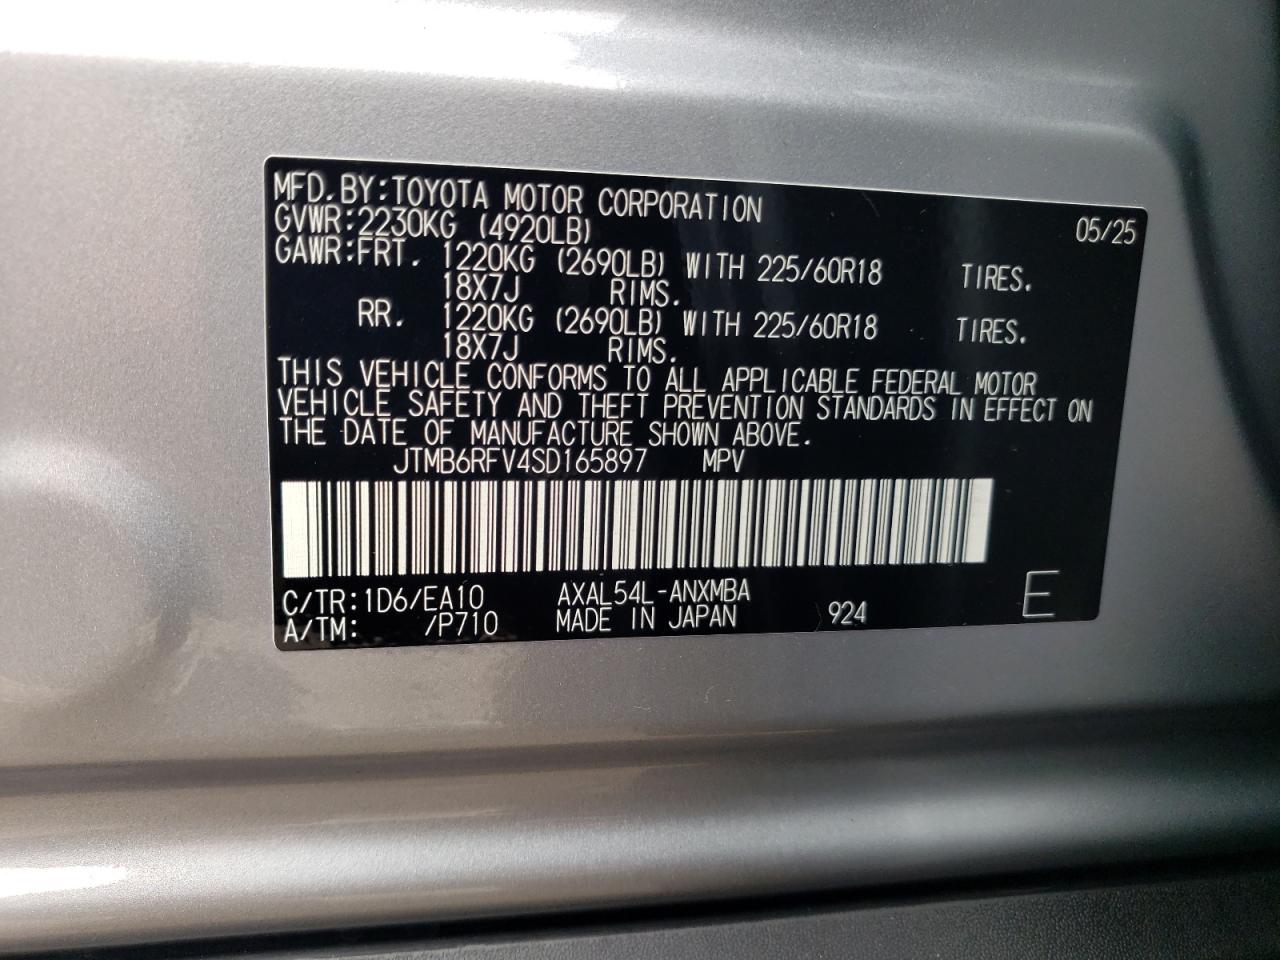 MFD.BY:TOYOTA MOTOR CORPORATION 05/25
GVWR:2230KG (4920LB)
GAWR:FRT. 1220KG (2690LB) WITH 225/60R18 TIRES.
18X7J RIMS.
RR. 1220KG (2690LB) WITH 225/60R18 TIRES.
18X7J RIMS.
THIS VEHICLE CONFORMS TO ALL APPLICABLE FEDERAL MOTOR
VEHICLE SAFETY AND THEFT PREVENTION STANDARDS IN EFFECT ON
THE DATE OF MANUFACTURE SHOWN ABOVE.
JTMB6RFV4SD165897 MPV
C/TR:1D6/EA10 AXAL54L-ANXMBA
A/TM: /P710 MADE IN JAPAN 924 E